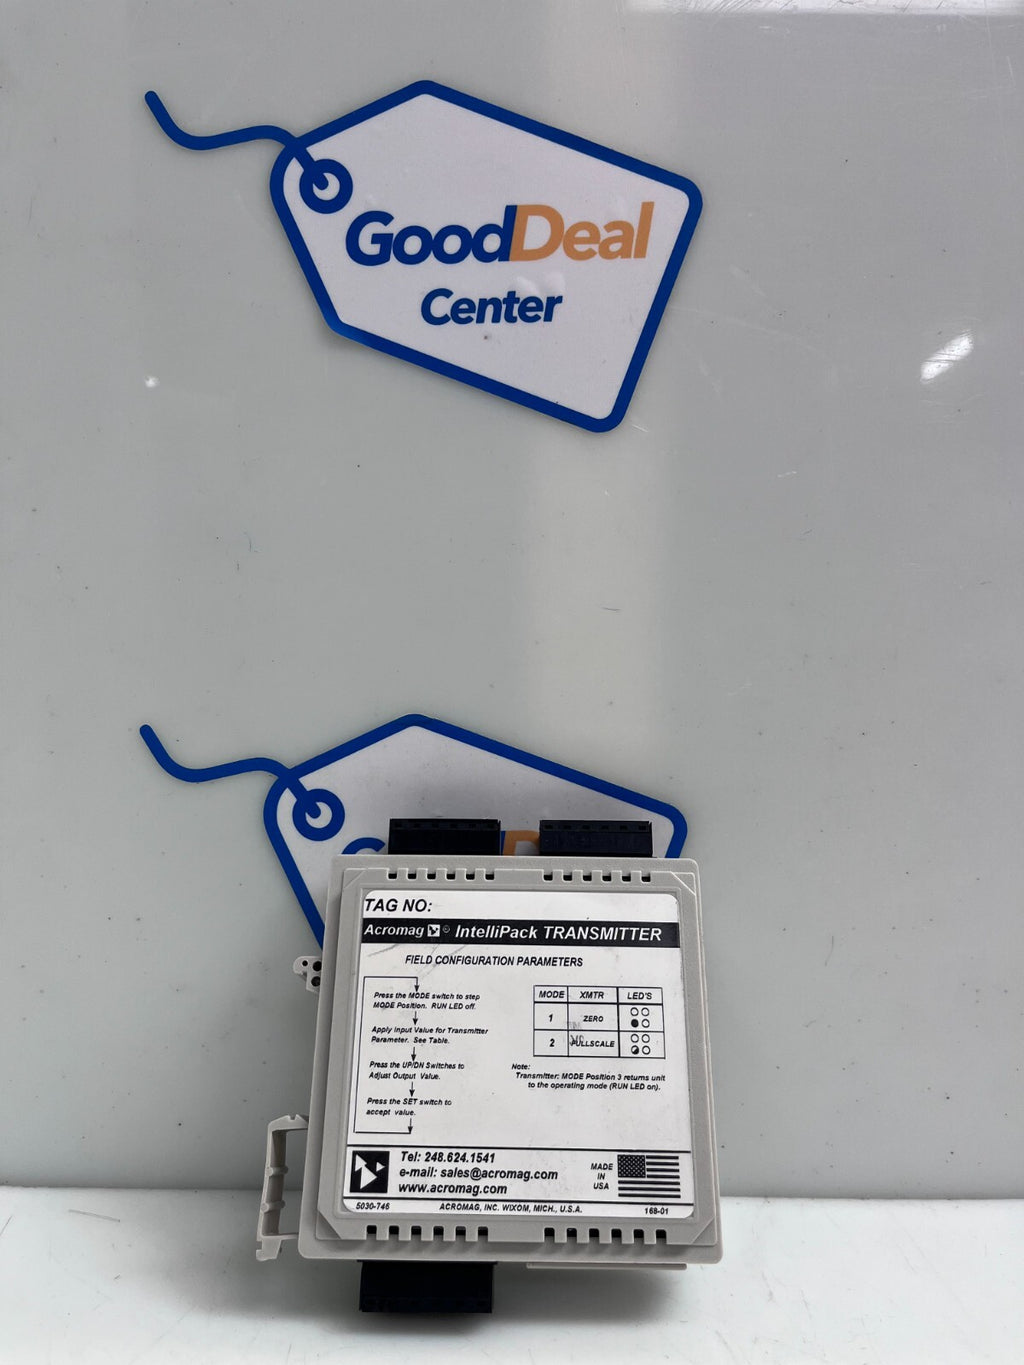 GoodDeal
Center
TAG NO:
Acromag IntelliPack TRANSMITTER
FIELD CONFIGURATION PARAMETERS
Press the MODE switch to step
MODE Position. RUN LED off.
Apply Input Value for Transmitter
Parameter. See Table.
Press the UP/DN Switches to
Adjust Output Value.
Press the SET switch to
accept value.
MODE XMTR LED'S
1 ZERO
2 FULLSCALE
Note:
Transmitter: MODE Position 3 returns unit
to the operating mode (RUN LED on).
Tel: 248.624.1541
e-mail: sales@acromag.com
www.acromag.com
MADE
IN
USA
5030-746 ACROMAG, INC. WIXOM, MICH., U.S.A. 168-01